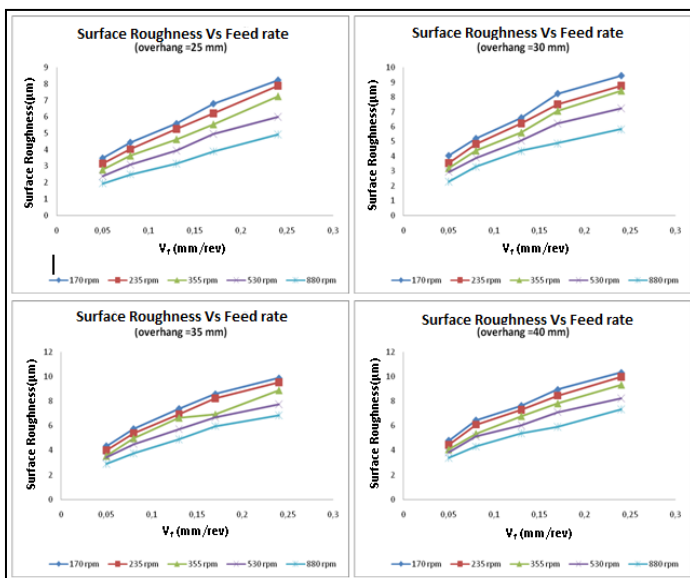 Surface Roughness Vs Feed rate
(overhang =25 mm)
Surface Roughness(µm)
9
8
7
6
5
4
3
2
1
0
0
0,05
0,1
0,15
0,2
0,25
0,3
V_f (mm/rev)
170 rpm
235 rpm
355 rpm
530 rpm
880 rpm
Surface Roughness Vs Feed rate
(overhang =30 mm)
Surface Roughness(µm)
10
9
8
7
6
5
4
3
2
1
0
0
0,05
0,1
0,15
0,2
0,25
0,3
V_f (mm/rev)
170 rpm
235 rpm
355 rpm
530 rpm
880 rpm
Surface Roughness Vs Feed rate
(overhang =35 mm)
Surface Roughness(µm)
12
10
8
6
4
2
0
0
0,05
0,1
0,15
0,2
0,25
0,3
V_f (mm/rev)
170 rpm
235 rpm
355 rpm
530 rpm
880 rpm
Surface Roughness Vs Feed rate
(overhang =40 mm)
Surface Roughness(µm)
12
10
8
6
4
2
0
0
0,05
0,1
0,15
0,2
0,25
0,3
V_f (mm/rev)
170 rpm
235 rpm
355 rpm
530 rpm
880 rpm